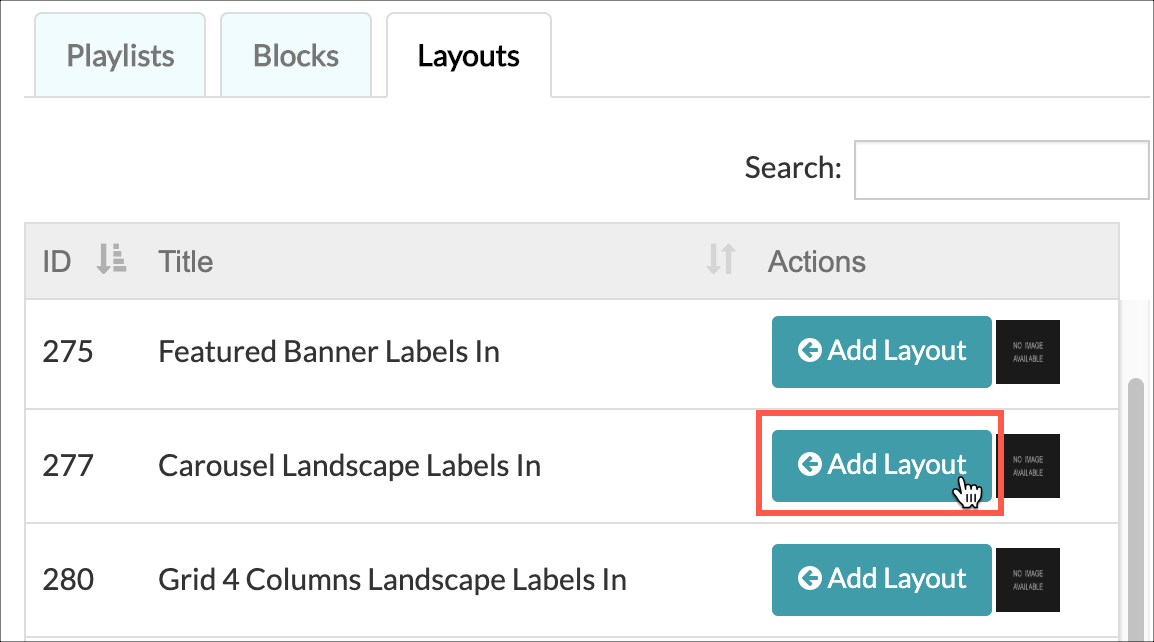 Playlists Blocks Layouts
Search:
ID Title Actions
275 Featured Banner Labels In Add Layout NO IMAGE
AVAILABLE
277 Carousel Landscape Labels In Add Layout NO IMAGE
AVAILABLE
280 Grid 4 Columns Landscape Labels In Add Layout NO IMAGE
AVAILABLE